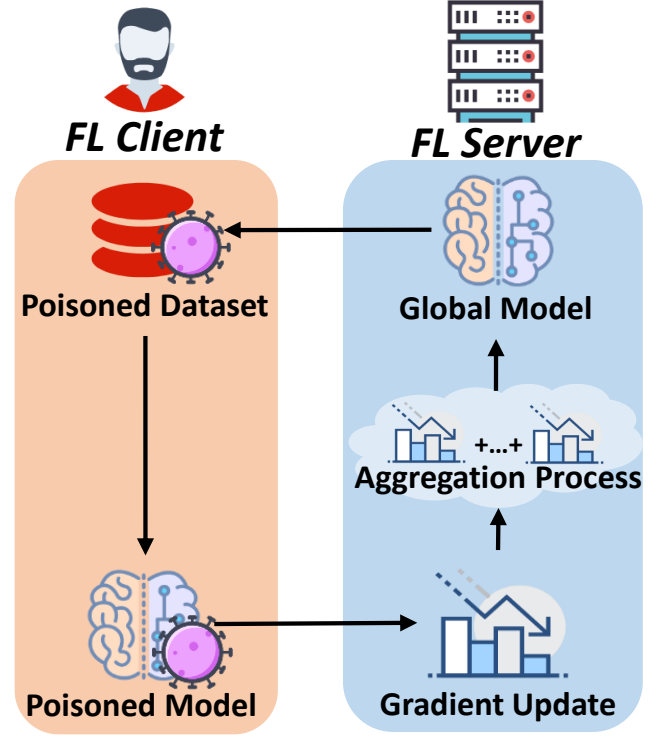 FL Client
FL Server
Poisoned Dataset
Global Model
+...+
Aggregation Process
Poisoned Model
Gradient Update